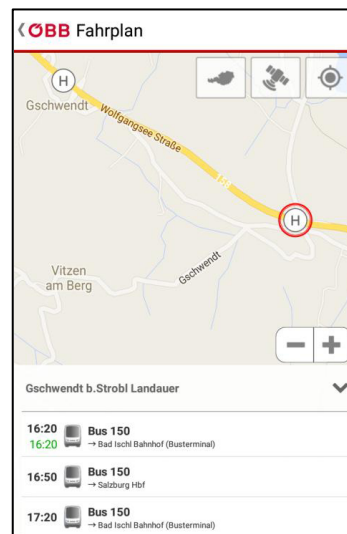 ÖBB Fahrplan
H
Gschwendt
Wolfgangsee Straße
H
Gschwendt
Vitzen
am Berg
Gschwendt b.Strobl Landauer
16:20 Bus 150
16:20 → Bad Ischl Bahnhof (Busterminal)
16:50 Bus 150
→ Salzburg Hbf
17:20 Bus 150
→ Bad Ischl Bahnhof (Busterminal)